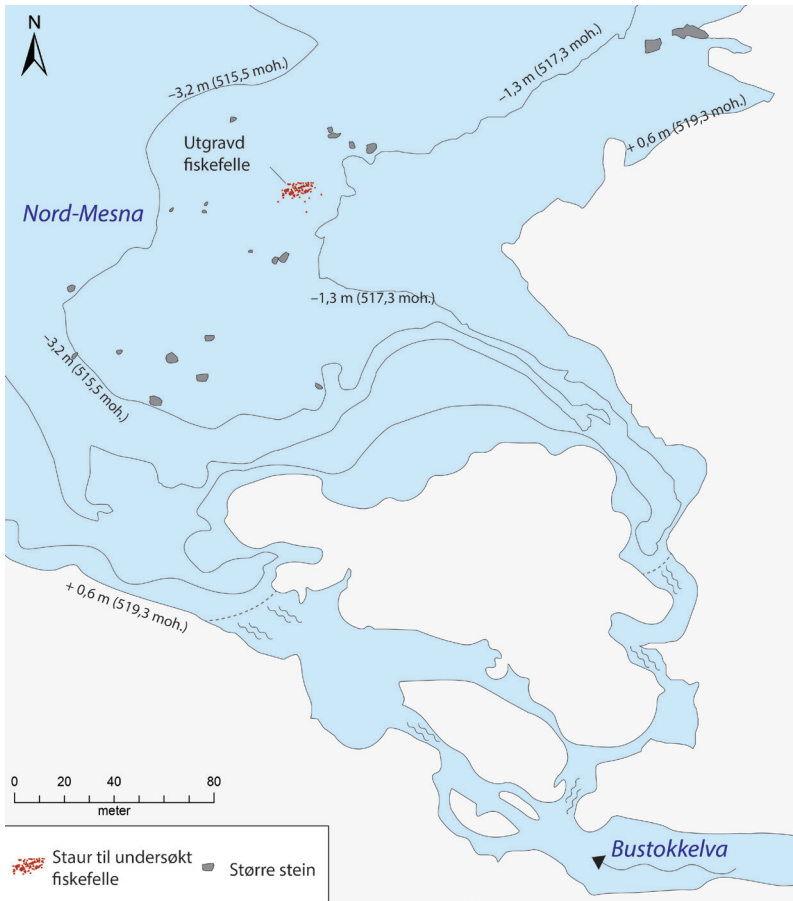 N
–3,2 m (515,5 moh.)
–1,3 m (517,3 moh.)
+ 0,6 m (519,3 moh.)
Utgravd
fiskefelle
Nord-Mesna
–1,3 m (517,3 moh.)
–3,2 m (515,5 moh.)
+ 0,6 m (519,3 moh.)
0 20 40 80
meter
Bustokkelva
Staur til undersøkt
fiskefelle
Større stein